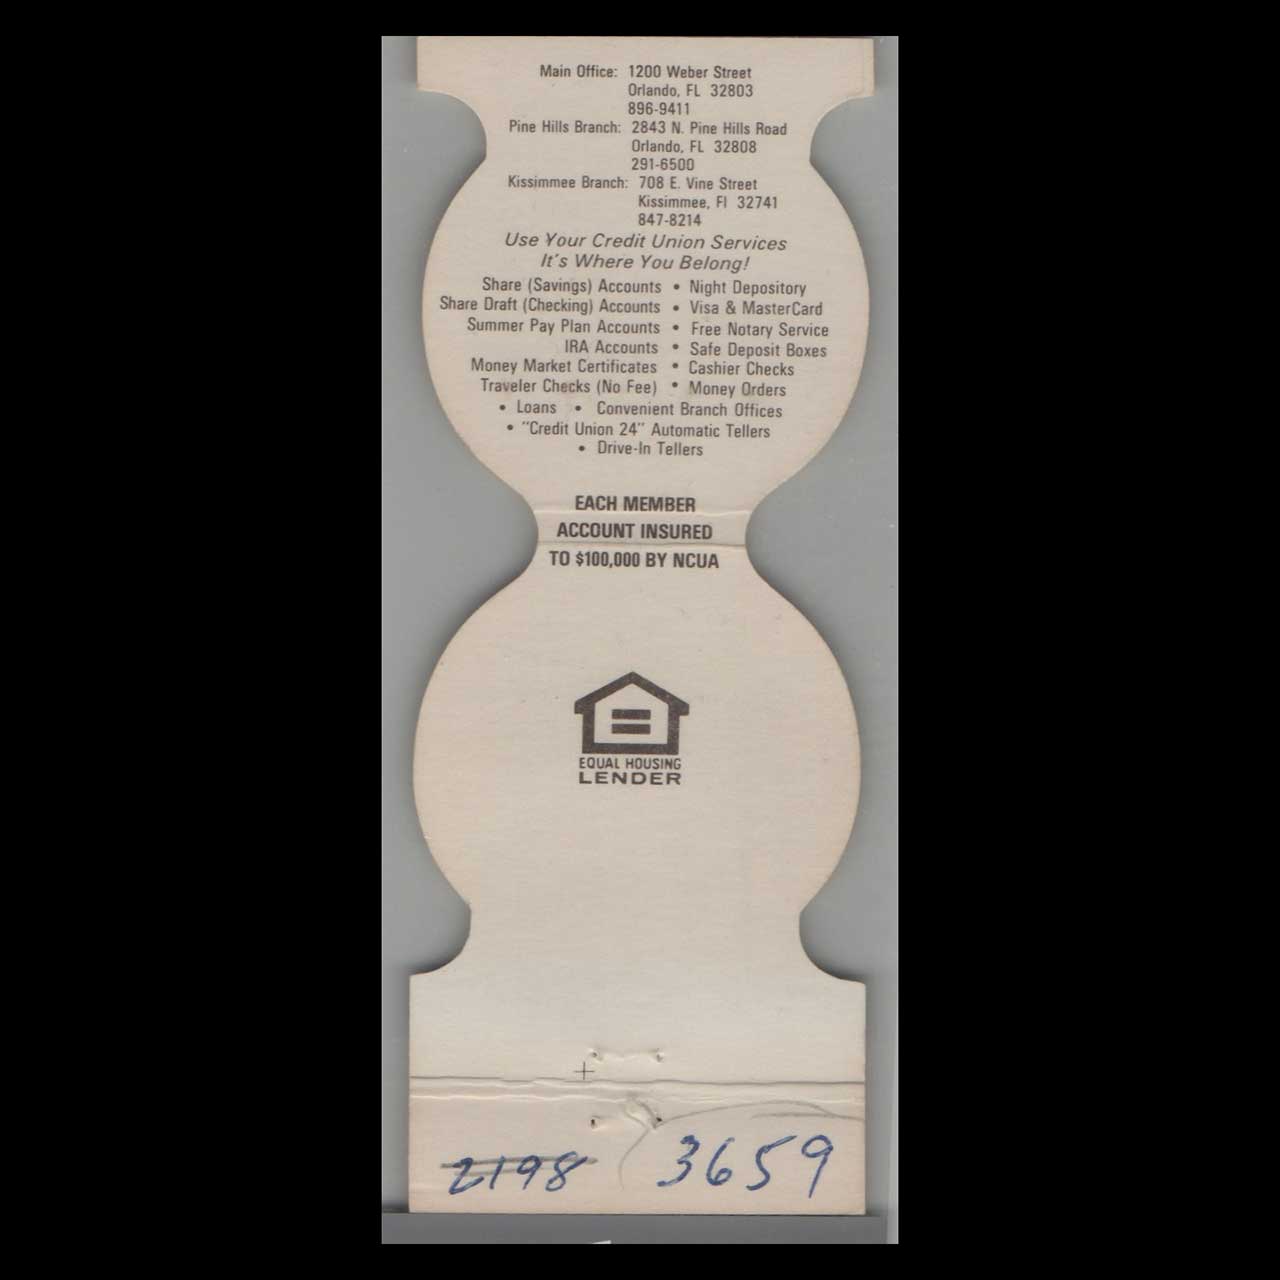 Main Office: 1200 Weber Street
Orlando, FL 32803
896-9411
Pine Hills Branch: 2843 N. Pine Hills Road
Orlando, FL 32808
291-6500
Kissimmee Branch: 708 E. Vine Street
Kissimmee, Fl 32741
847-8214
Use Your Credit Union Services
It's Where You Belong!
Share (Savings) Accounts • Night Depository
Share Draft (Checking) Accounts • Visa & MasterCard
Summer Pay Plan Accounts • Free Notary Service
IRA Accounts • Safe Deposit Boxes
Money Market Certificates • Cashier Checks
Traveler Checks (No Fee) • Money Orders
• Loans • Convenient Branch Offices
• "Credit Union 24" Automatic Tellers
• Drive-In Tellers
EACH MEMBER
ACCOUNT INSURED
TO $100,000 BY NCUA
EQUAL HOUSING
LENDER
2198 3659